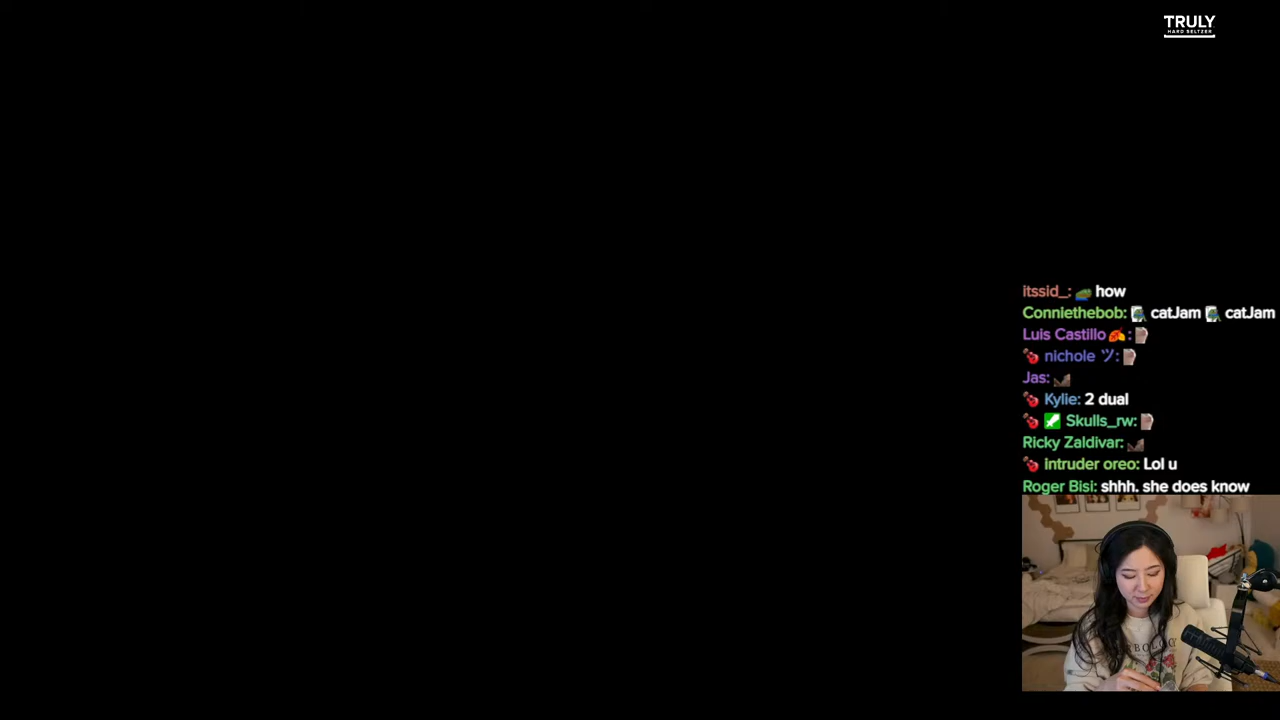 TRULY
HARD SELTZER
itssid_: how
Conniethebob: catJam catJam
Luis Castillo :
nichole ツ:
Jas:
Kylie: 2 dual
Skulls_rw:
Ricky Zaldivar:
intruder oreo: Lol u
Roger Bisi: shhh. she does know